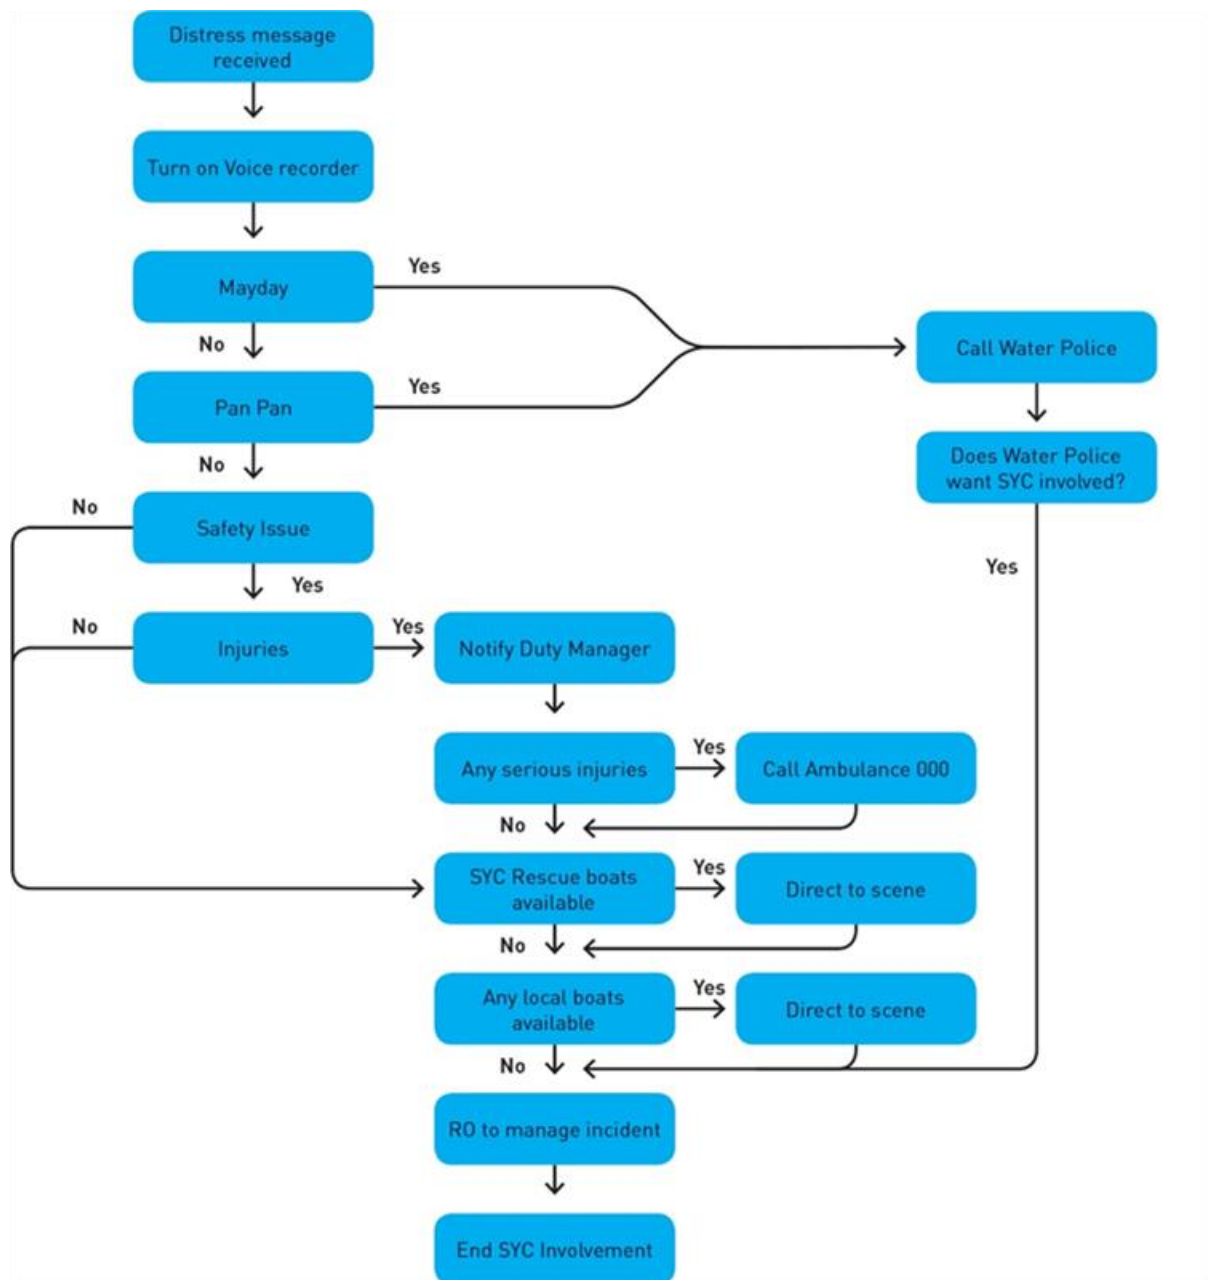 Distress message
received
Turn on Voice recorder
Mayday
Yes
No
Pan Pan
Yes
No
Call Water Police
Does Water Police
want SYC involved?
Yes
Safety Issue
No
Yes
Injuries
No
Yes
Notify Duty Manager
Any serious injuries
Yes
Call Ambulance 000
No
SYC Rescue boats
available
Yes
Direct to scene
No
Any local boats
available
Yes
Direct to scene
No
RO to manage incident
End SYC Involvement